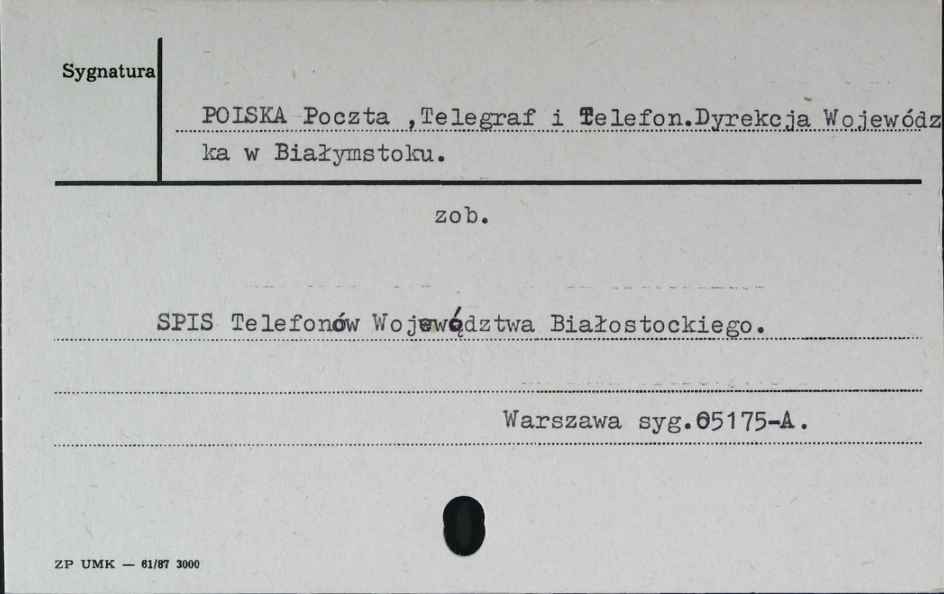 Sygnatura
POLSKA Poczta ,Telegraf i Telefon.Dyrekcja Wojewódz
ka w Białymstoku.
zob.
SPIS Telefonów Województwa Białostockiego.
Warszawa syg.05175-A.
ZP UMK — 61/87 3000